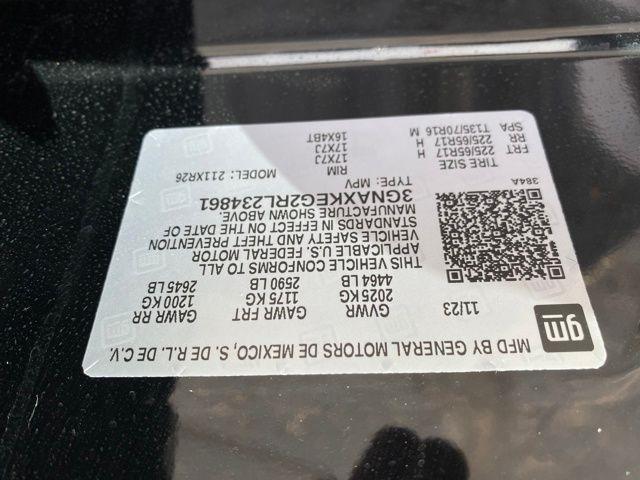 MFD BY GENERAL MOTORS DE MEXICO, S. DE R.L. DE C.V.
gm
11/23 GVWR GAWR FRT GAWR RR
2025 KG 1175 KG 1200 KG
4464 LB 2590 LB 2645 LB
THIS VEHICLE CONFORMS TO ALL
APPLICABLE U.S. FEDERAL MOTOR
VEHICLE SAFETY AND THEFT PREVENTION
STANDARDS IN EFFECT ON THE DATE OF
MANUFACTURE SHOWN ABOVE.
3GNAXKEG2RL234861
TYPE: MPV MODEL: 211XR26
384A
TIRE SIZE RIM
FRT 225/65R17 H 17X7J
RR 225/65R17 H 17X7J
SPA T135/70R16 M 16X4BT